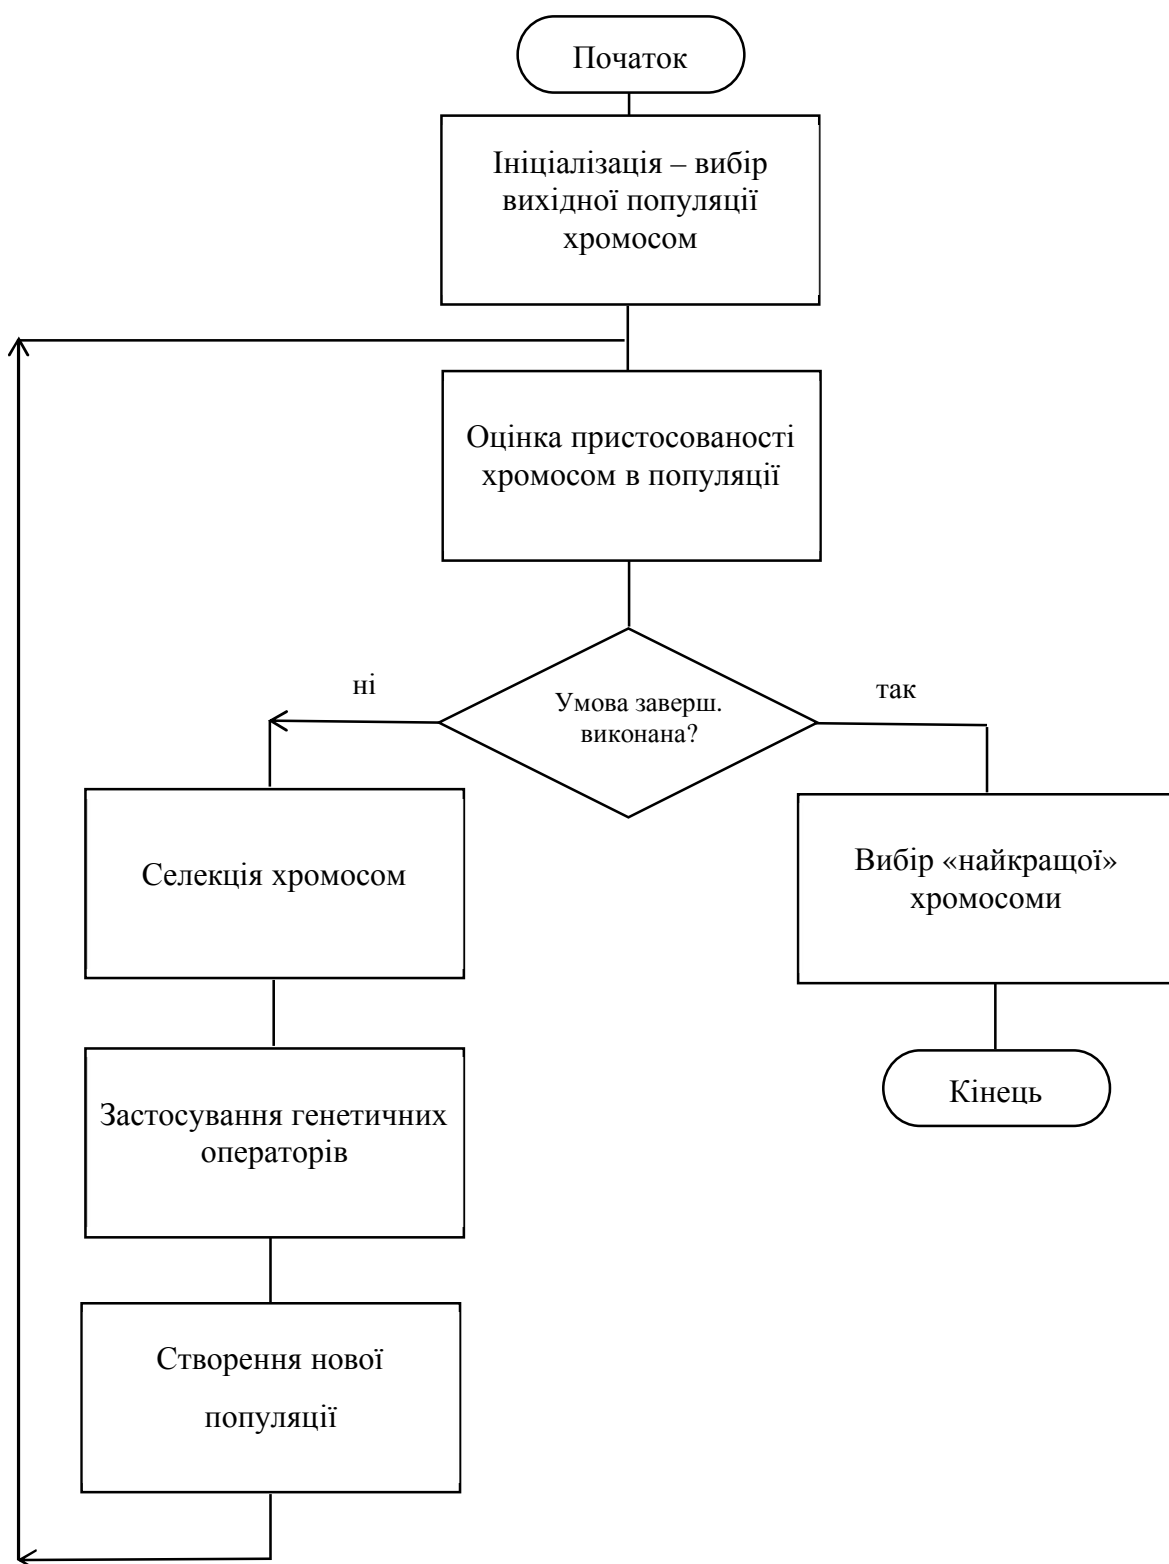 Початок
Ініціалізація – вибір
вихідної популяції
хромосом
Оцінка пристосованості
хромосом в популяції
ні
Умова заверш.
виконана?
так
Селекція хромосом
Вибір «найкращої»
хромосоми
Застосування генетичних
операторів
Кінець
Створення нової
популяції